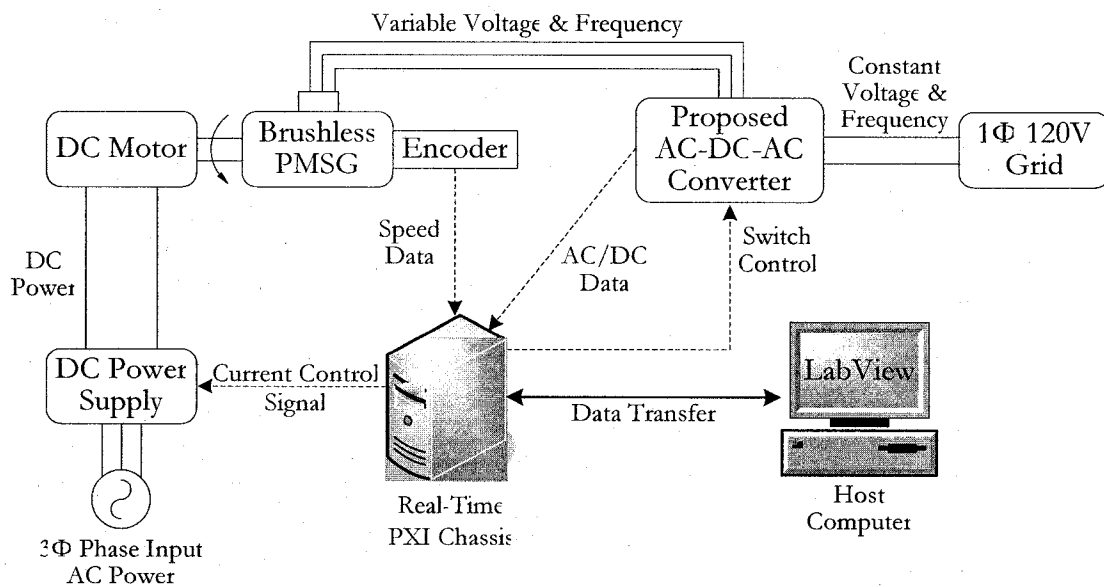 Variable Voltage & Frequency
Constant
Voltage &
Frequency
DC Motor
Brushless
PMSG
Encoder
Proposed
AC-DC-AC
Converter
1Φ 120V
Grid
Speed
Data
AC/DC
Data
Switch
Control
DC
Power
DC Power
Supply
Current Control
Signal
LabView
Data Transfer
Real-Time
PXI Chassis
Host
Computer
3Φ Phase Input
AC Power